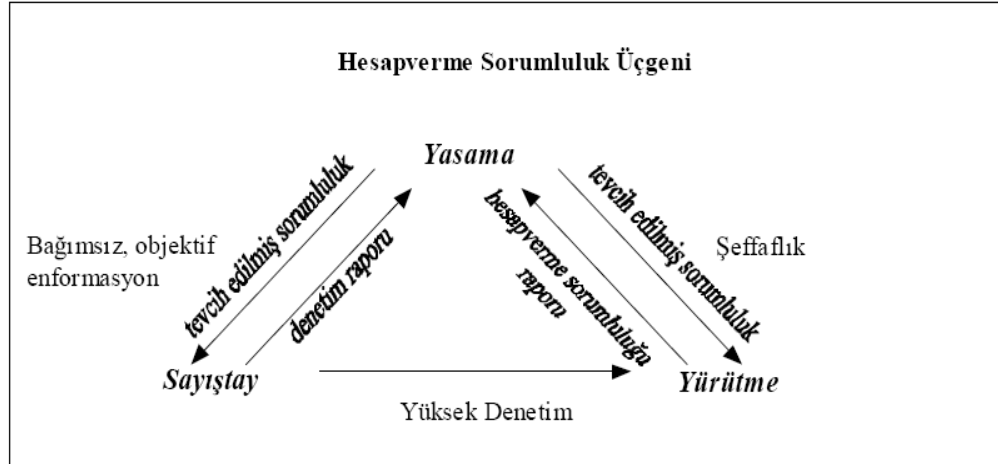 Hesapverme Sorumluluk Üçgeni
Yasama
tevcih edilmiş sorumluluk
denetim raporu
hesapverme sorumluluğu
raporu
tevcih edilmiş sorumluluk
Bağımsız, objektif
enformasyon
Şeffaflık
Sayıştay
Yürütme
Yüksek Denetim